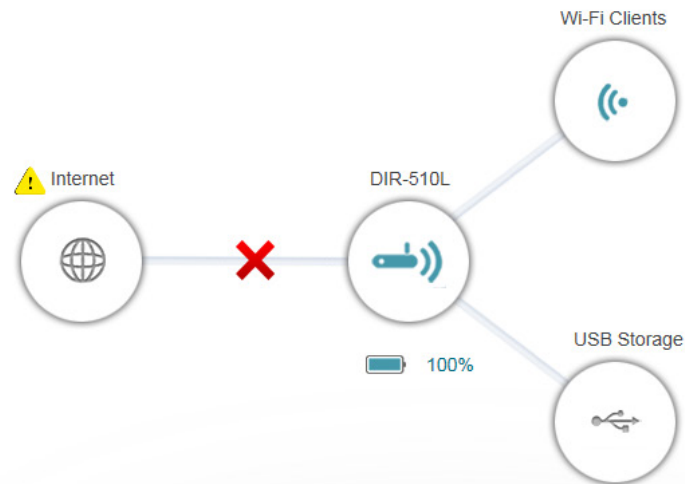 Wi-Fi Clients
Internet
DIR-510L
USB Storage
100%